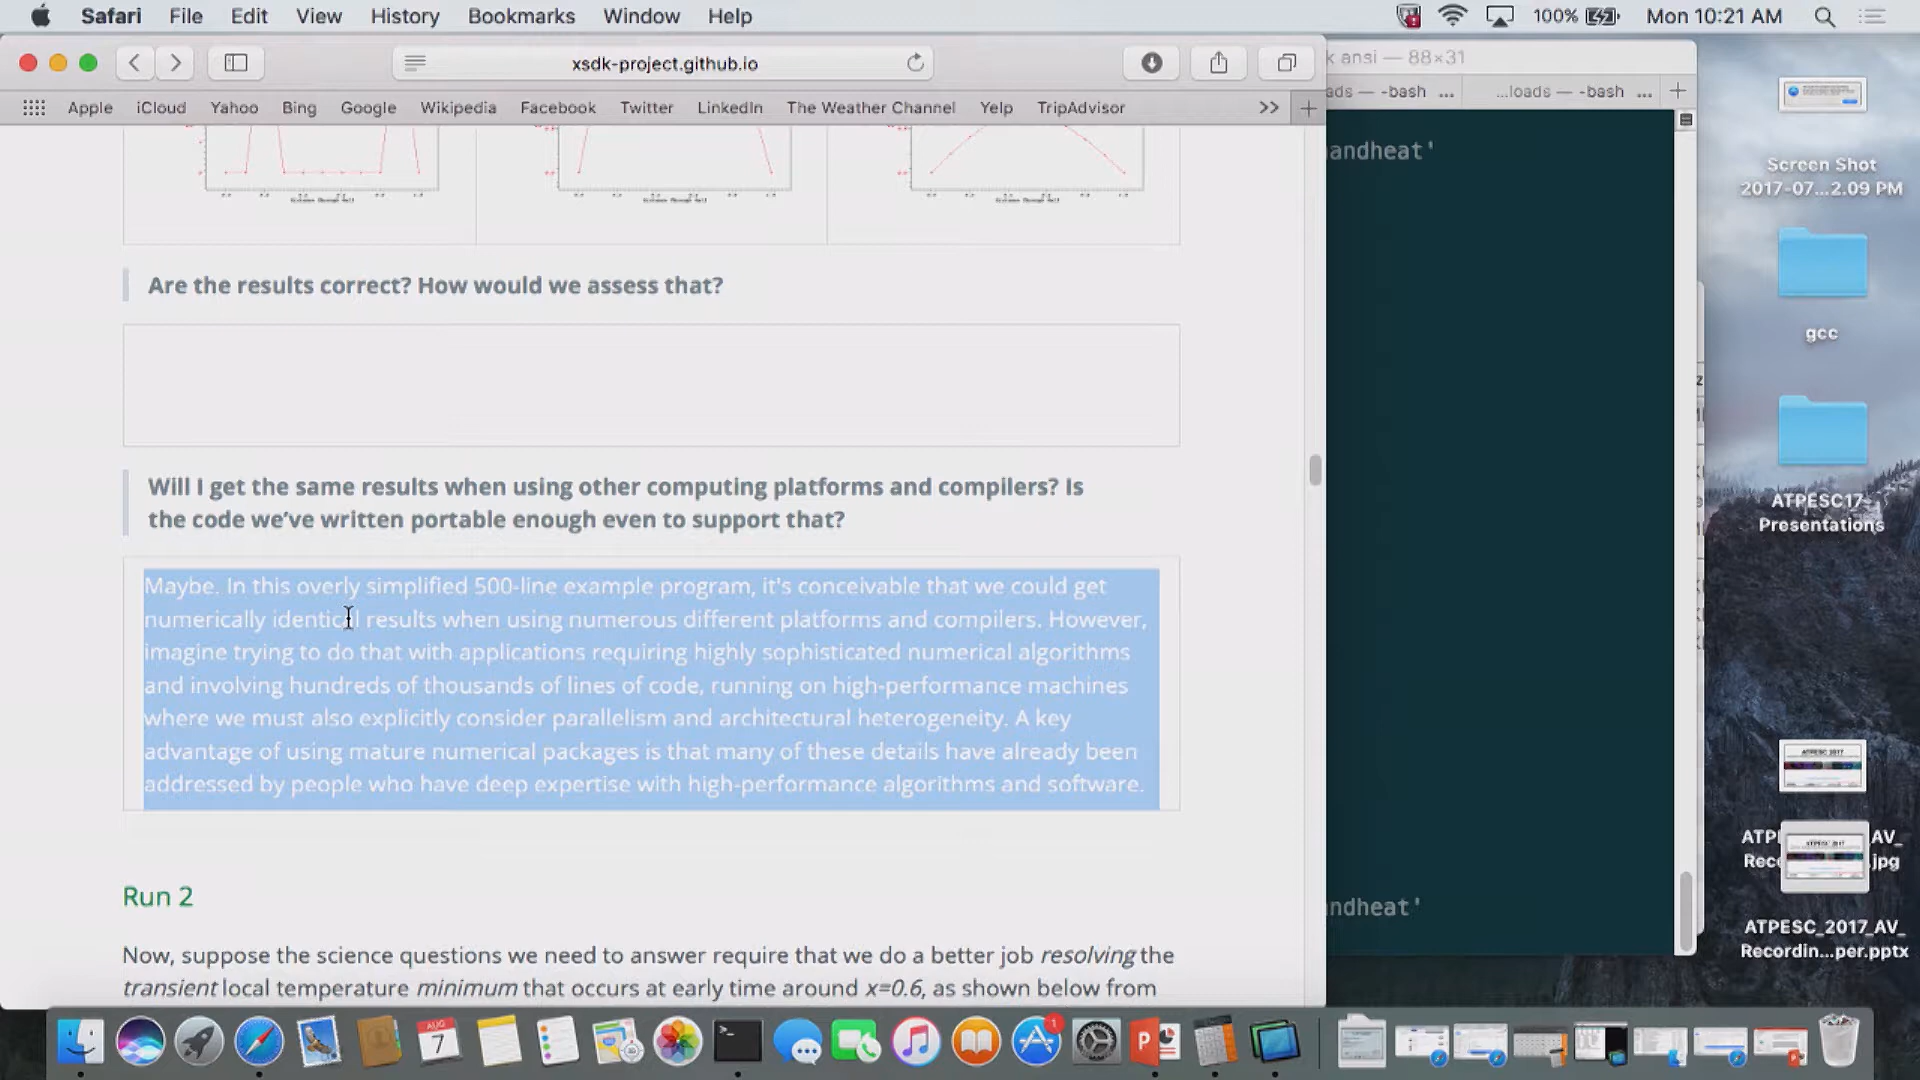 Safari File Edit View History Bookmarks Window Help 100% Mon 10:21 AM
xsdk-project.github.io
k ansi — 88×31
Apple iCloud Yahoo Bing Google Wikipedia Facebook Twitter LinkedIn The Weather Channel Yelp TripAdvisor >> +
ads — -bash ... ...loads — -bash ... +
andheat'
Are the results correct? How would we assess that?
Will I get the same results when using other computing platforms and compilers? Is
the code we've written portable enough even to support that?
Maybe. In this overly simplified 500-line example program, it's conceivable that we could get
numerically identical results when using numerous different platforms and compilers. However,
imagine trying to do that with applications requiring highly sophisticated numerical algorithms
and involving hundreds of thousands of lines of code, running on high-performance machines
where we must also explicitly consider parallelism and architectural heterogeneity. A key
advantage of using mature numerical packages is that many of these details have already been
addressed by people who have deep expertise with high-performance algorithms and software.
Run 2
Now, suppose the science questions we need to answer require that we do a better job resolving the
transient local temperature minimum that occurs at early time around x=0.6, as shown below from
ndheat'
Screen Shot
2017-07...2.09 PM
gcc
ATPESC17-
Presentations
ATPE AV_
Rec .jpg
ATPESC_2017_AV_
Recordin...per.pptx
AUG
7
1